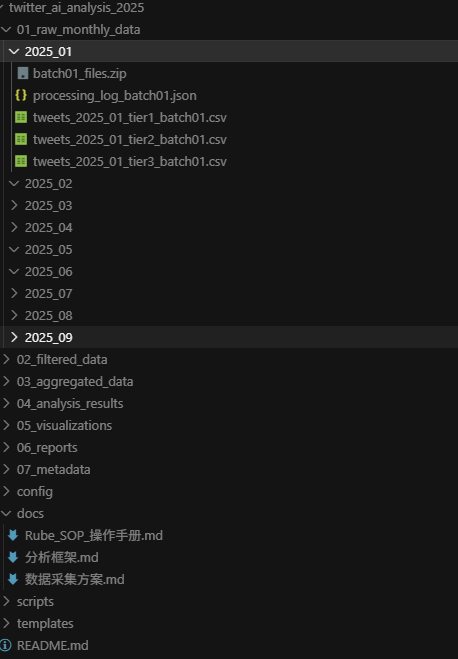 twitter_ai_analysis_2025
01_raw_monthly_data
2025_01
batch01_files.zip
{} processing_log_batch01.json
tweets_2025_01_tier1_batch01.csv
tweets_2025_01_tier2_batch01.csv
tweets_2025_01_tier3_batch01.csv
2025_02
2025_03
2025_04
2025_05
2025_06
2025_07
2025_08
2025_09
02_filtered_data
03_aggregated_data
04_analysis_results
05_visualizations
06_reports
07_metadata
config
docs
Rube_SOP_操作手册.md
分析框架.md
数据采集方案.md
scripts
templates
README.md